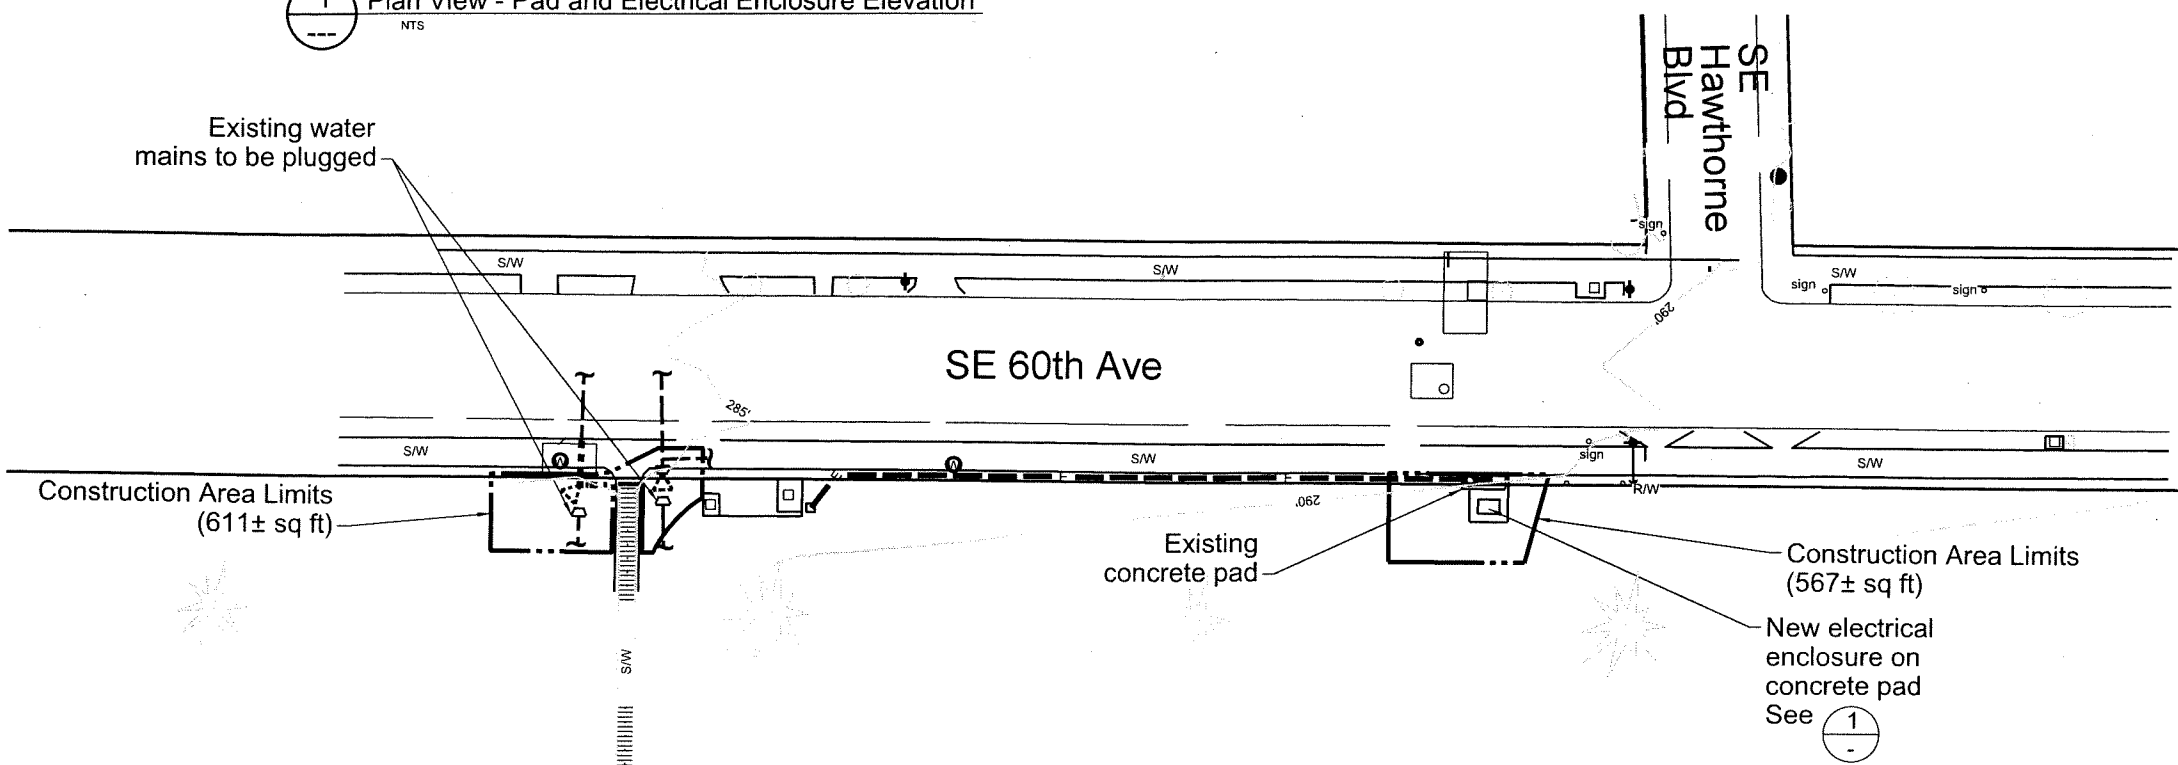 1
Plan View - Pad and Electrical Enclosure Elevation
---
NTS
SE
Hawthorne
Blvd
Existing water
mains to be plugged
sign
S/W
S/W
S/W
sign
sign
290'
SE 60th Ave
285'
S/W
W
W
S/W
sign
S/W
E
E
E
R/W
290'
Construction Area Limits
(611± sq ft)
Existing
concrete pad
Construction Area Limits
(567± sq ft)
New electrical
enclosure on
concrete pad
See
1
-
S/W